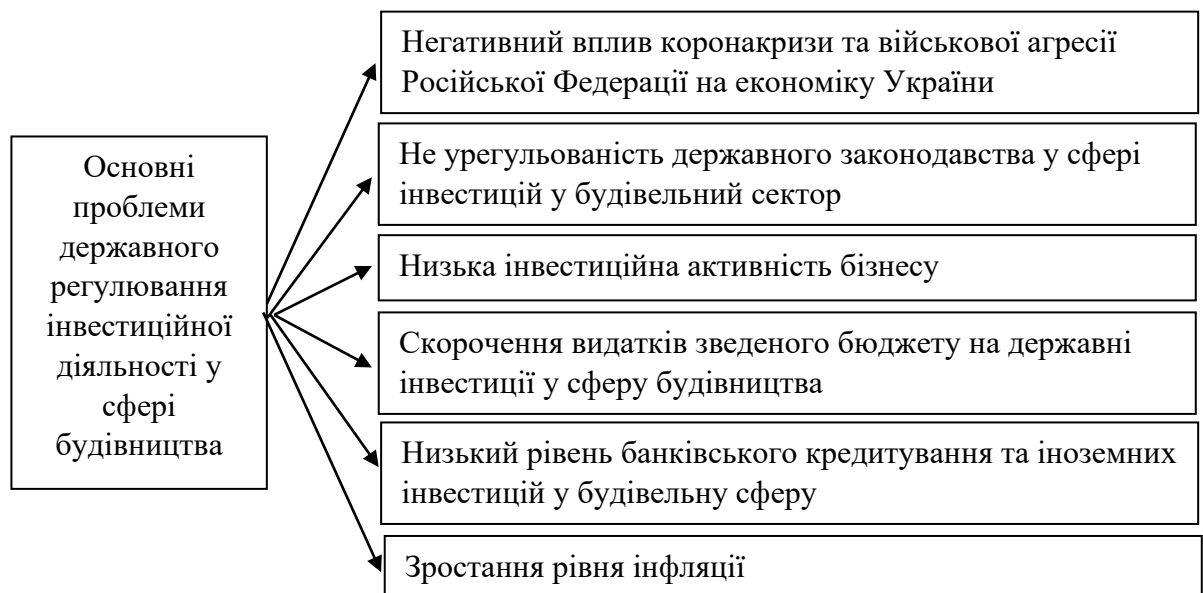 Основні
проблеми
державного
регулювання
інвестиційної
діяльності у
сфері
будівництва
Негативний вплив коронакризи та військової агресії
Російської Федерації на економіку України
Не урегульованість державного законодавства у сфері
інвестицій у будівельний сектор
Низька інвестиційна активність бізнесу
Скорочення видатків зведеного бюджету на державні
інвестиції у сферу будівництва
Низький рівень банківського кредитування та іноземних
інвестицій у будівельну сферу
Зростання рівня інфляції